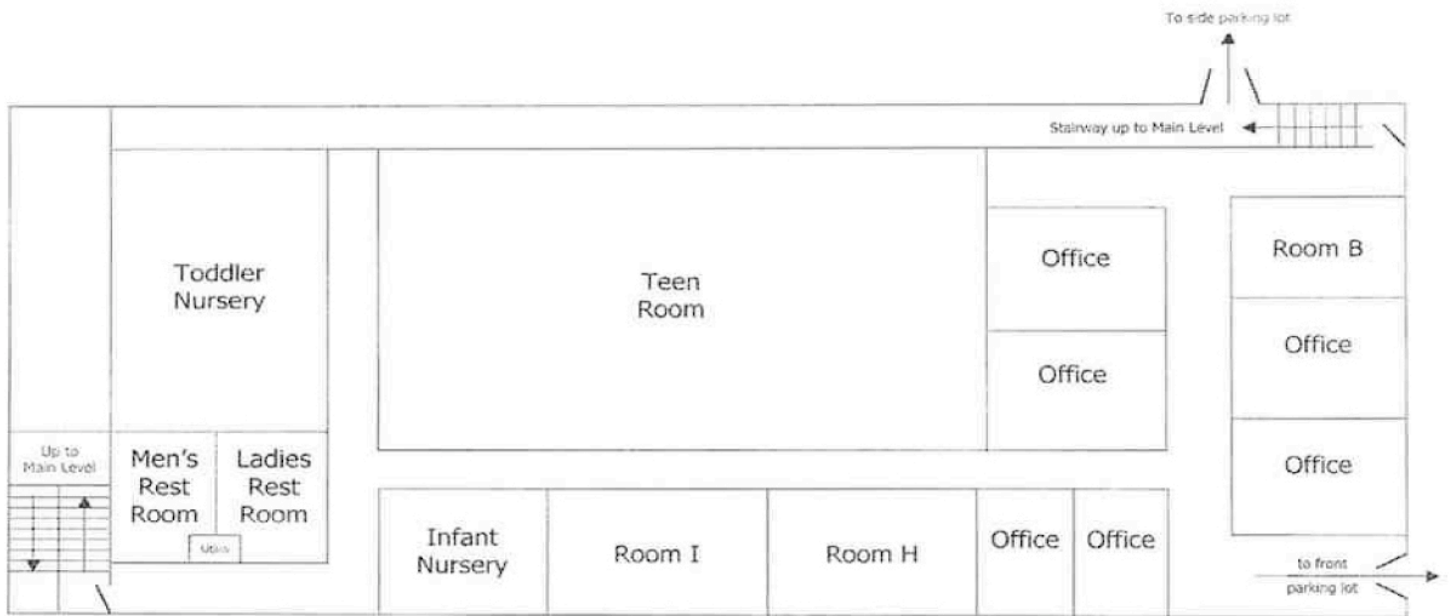 To side parking lot
Stairway up to Main Level
Toddler
Nursery
Teen
Room
Office
Room B
Office
Office
Up to
Main Level
Men's
Rest
Room
Ladies
Rest
Room
Office
Infant
Nursery
Room I
Room H
Office
Office
to front
parking lot